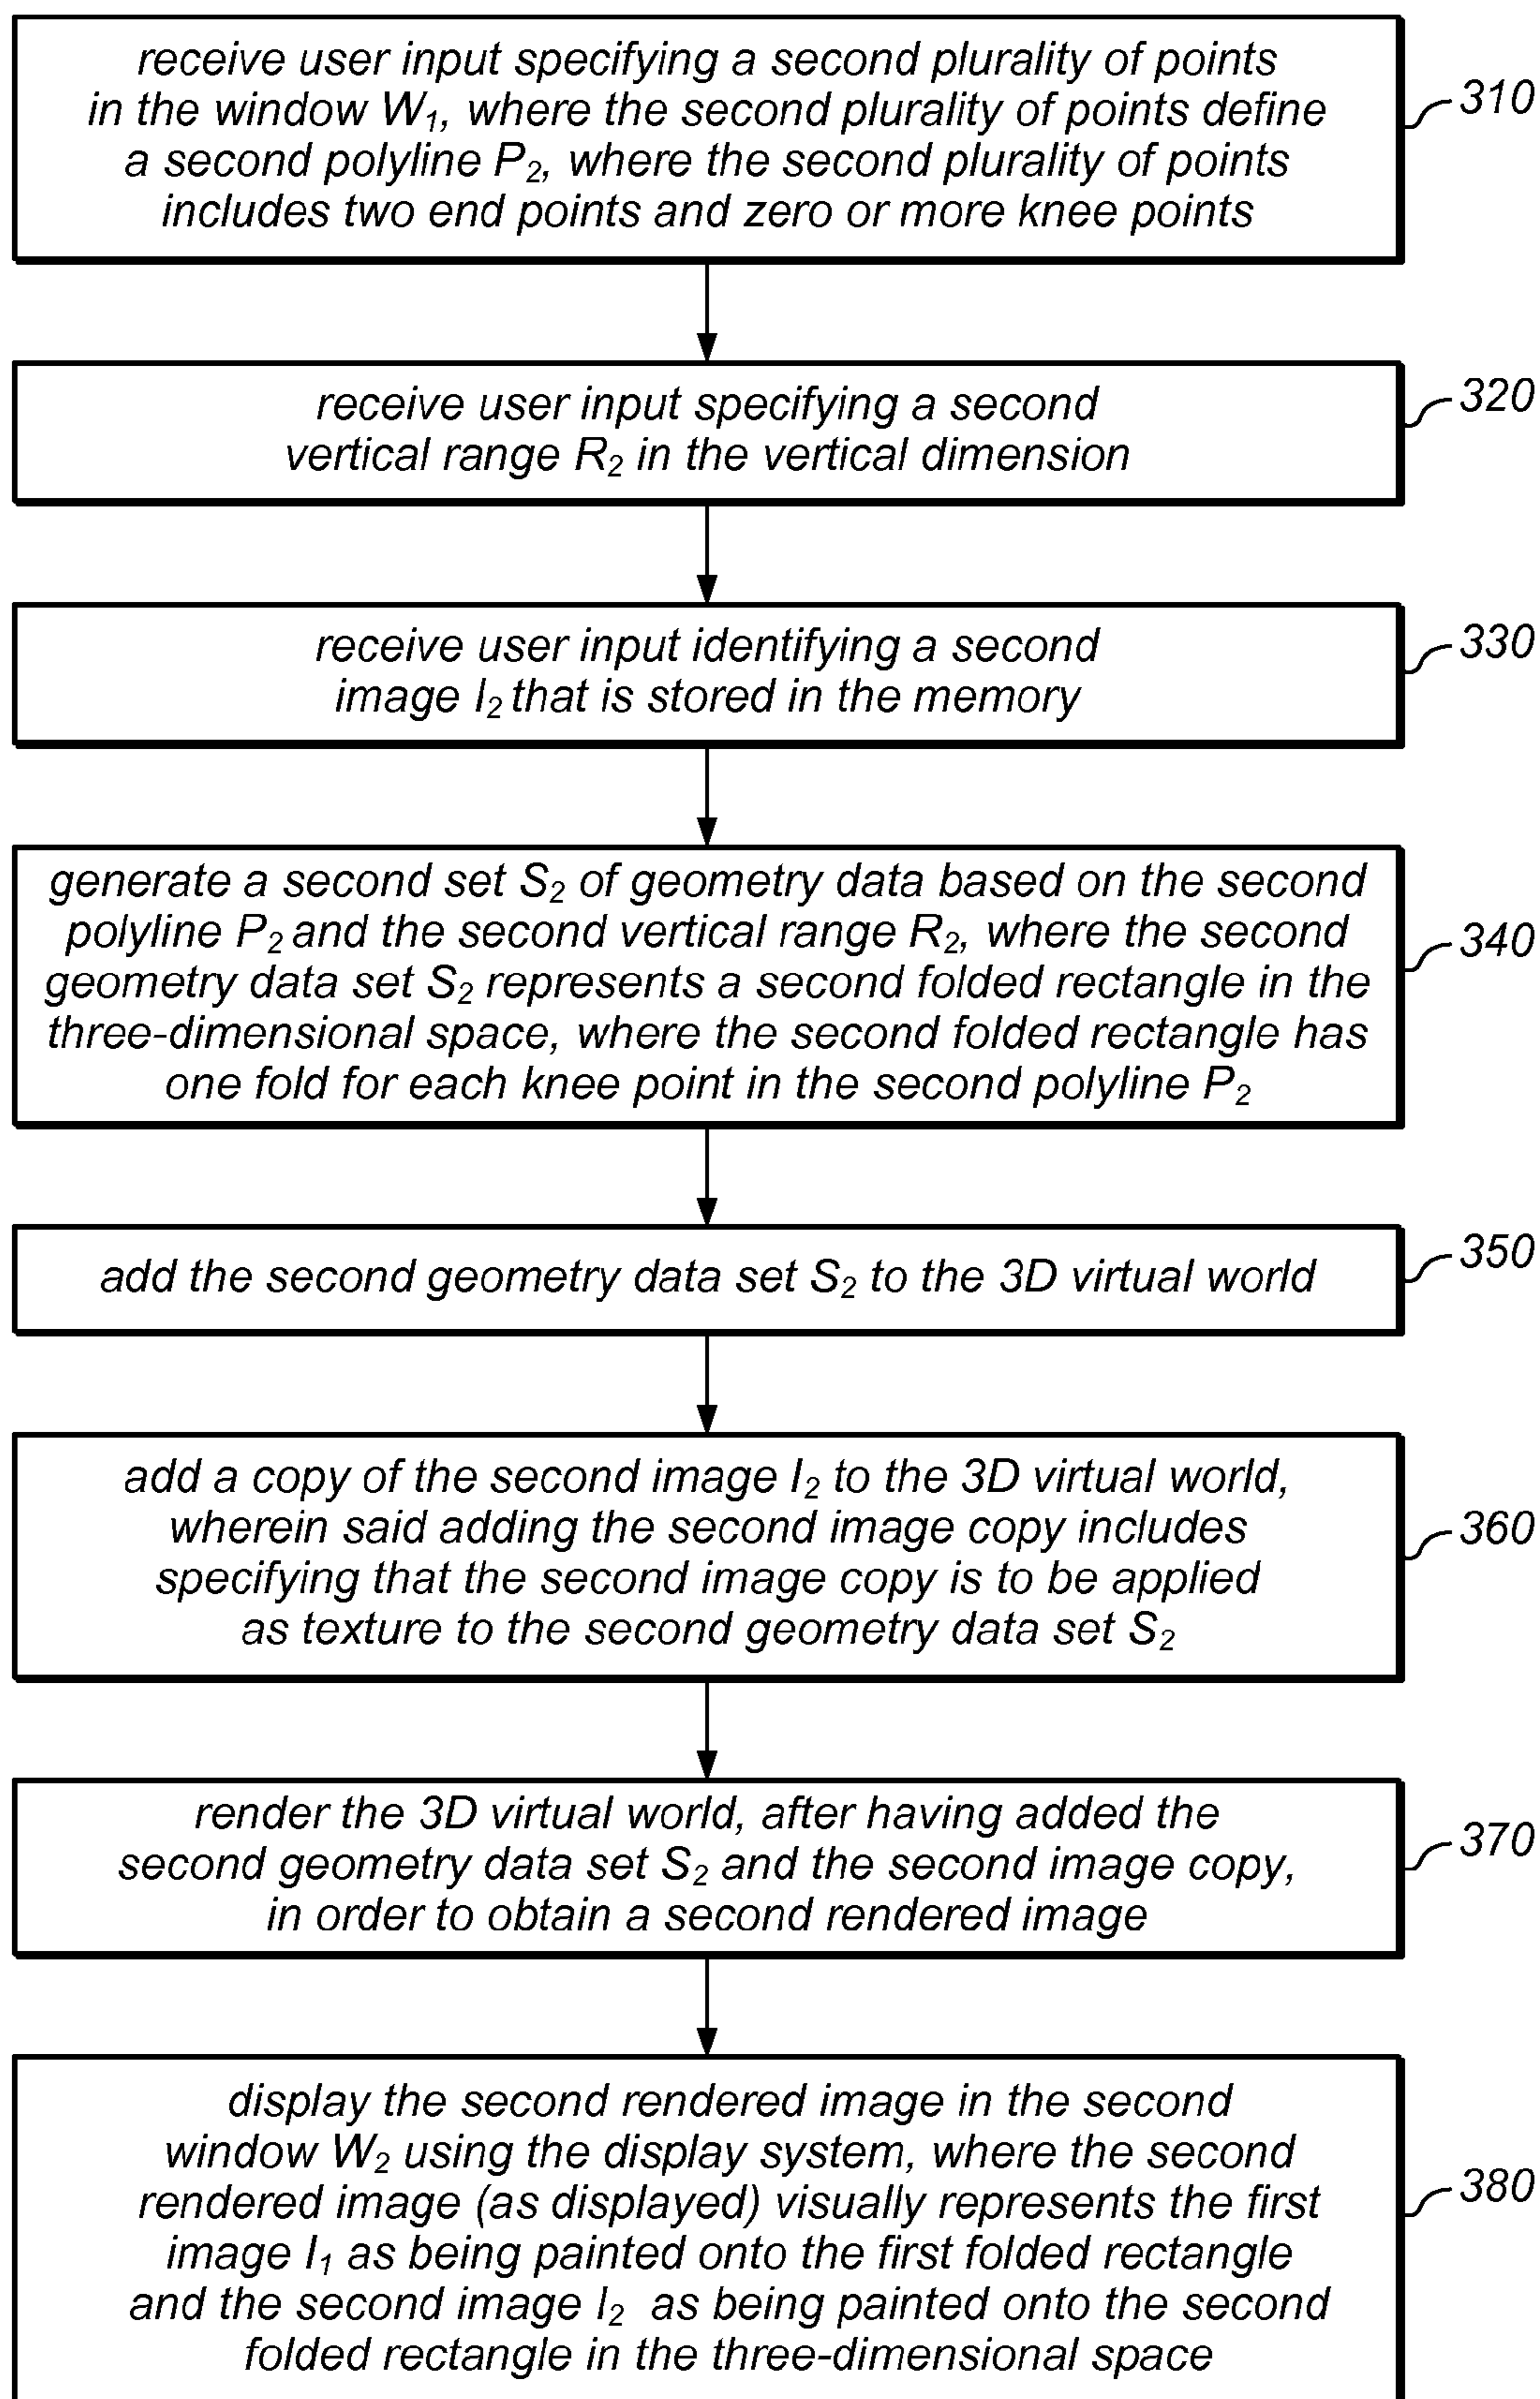 receive user input specifying a second plurality of points
in the window W₁, where the second plurality of points define
a second polyline P₂, where the second plurality of points
includes two end points and zero or more knee points
310
receive user input specifying a second
vertical range R₂ in the vertical dimension
320
receive user input identifying a second
image I₂ that is stored in the memory
330
generate a second set S₂ of geometry data based on the second
polyline P₂ and the second vertical range R₂, where the second
geometry data set S₂ represents a second folded rectangle in the
three-dimensional space, where the second folded rectangle has
one fold for each knee point in the second polyline P₂
340
add the second geometry data set S₂ to the 3D virtual world
350
add a copy of the second image I₂ to the 3D virtual world,
wherein said adding the second image copy includes
specifying that the second image copy is to be applied
as texture to the second geometry data set S₂
360
render the 3D virtual world, after having added the
second geometry data set S₂ and the second image copy,
in order to obtain a second rendered image
370
display the second rendered image in the second
window W₂ using the display system, where the second
rendered image (as displayed) visually represents the first
image I₁ as being painted onto the first folded rectangle
and the second image I₂ as being painted onto the second
folded rectangle in the three-dimensional space
380